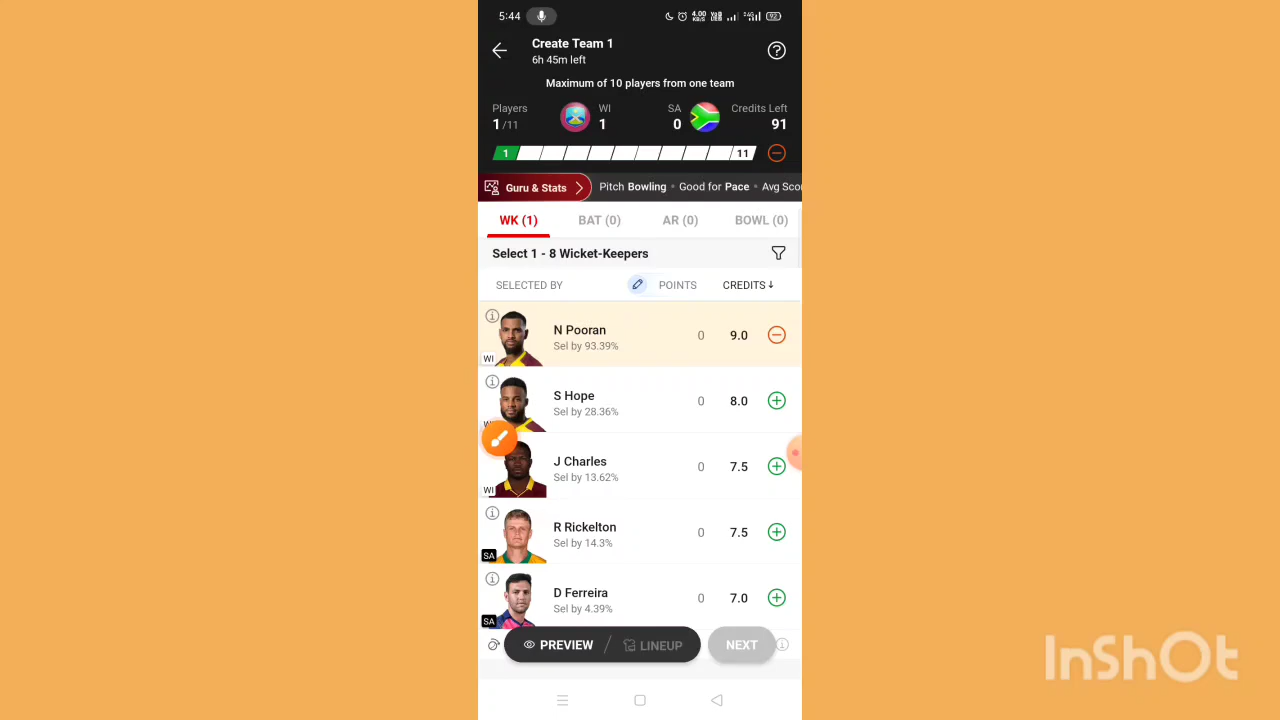 5:44
4.00 KB/S
92
Create Team 1
6h 45m left
Maximum of 10 players from one team
Players
WI
SA
Credits Left
1 /11
1
0
91
1
11
Guru & Stats
Pitch Bowling • Good for Pace • Avg Scor
WK (1)
BAT (0)
AR (0)
BOWL (0)
Select 1 - 8 Wicket-Keepers
SELECTED BY
POINTS
CREDITS ↓
N Pooran
Sel by 93.39%
0
9.0
WI
S Hope
Sel by 28.36%
0
8.0
J Charles
Sel by 13.62%
0
7.5
WI
R Rickelton
Sel by 14.3%
0
7.5
SA
D Ferreira
Sel by 4.39%
0
7.0
SA
PREVIEW
LINEUP
NEXT
InShOt